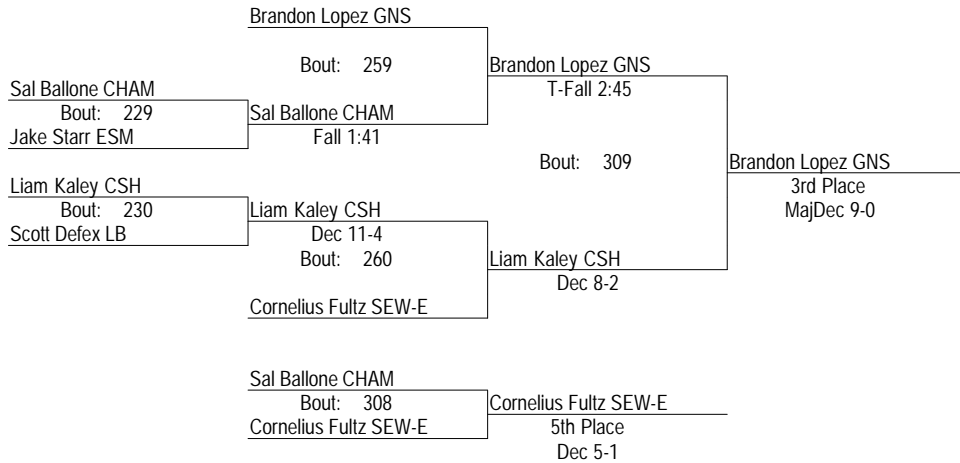 Brandon Lopez GNS
Bout: 259
Brandon Lopez GNS
T-Fall 2:45
Sal Ballone CHAM
Bout: 229
Jake Starr ESM
Sal Ballone CHAM
Fall 1:41
Bout: 309
Brandon Lopez GNS
3rd Place
MajDec 9-0
Liam Kaley CSH
Bout: 230
Scott Defex LB
Liam Kaley CSH
Dec 11-4
Bout: 260
Liam Kaley CSH
Dec 8-2
Cornelius Fultz SEW-E
Sal Ballone CHAM
Bout: 308
Cornelius Fultz SEW-E
Cornelius Fultz SEW-E
5th Place
Dec 5-1